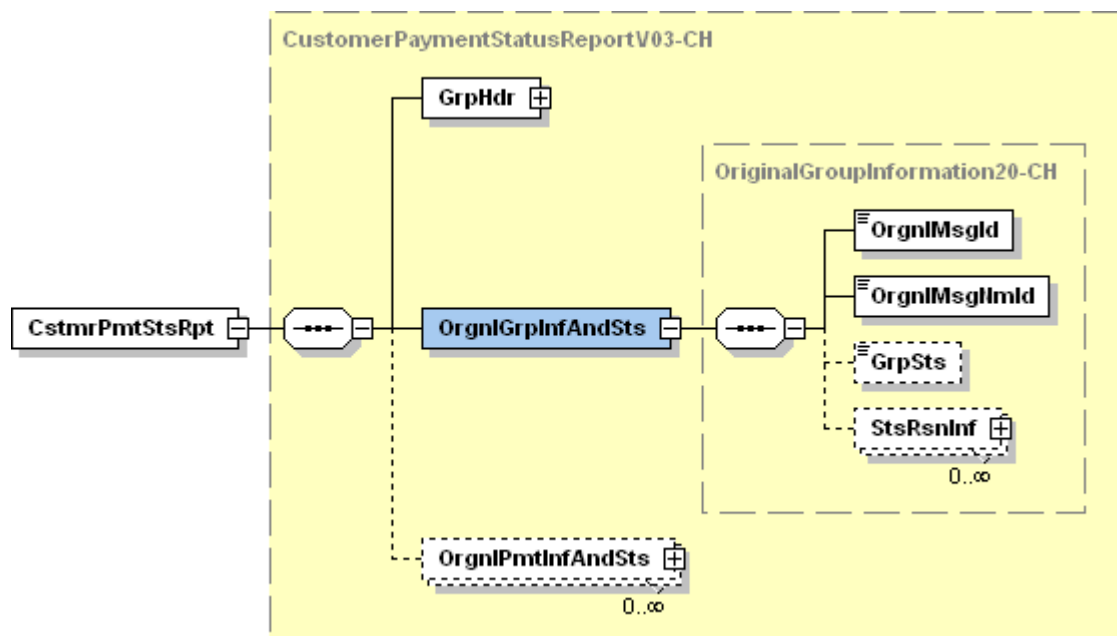 CustomerPaymentStatusReportV03-CH
GrpHdr
OriginalGroupInformation20-CH
OrgnlMsgId
OrgnlMsgNmId
CstmrPmtStsRpt
OrgnlGrpInfAndSts
GrpSts
StsRsnInf
0..∞
OrgnlPmtInfAndSts
0..∞